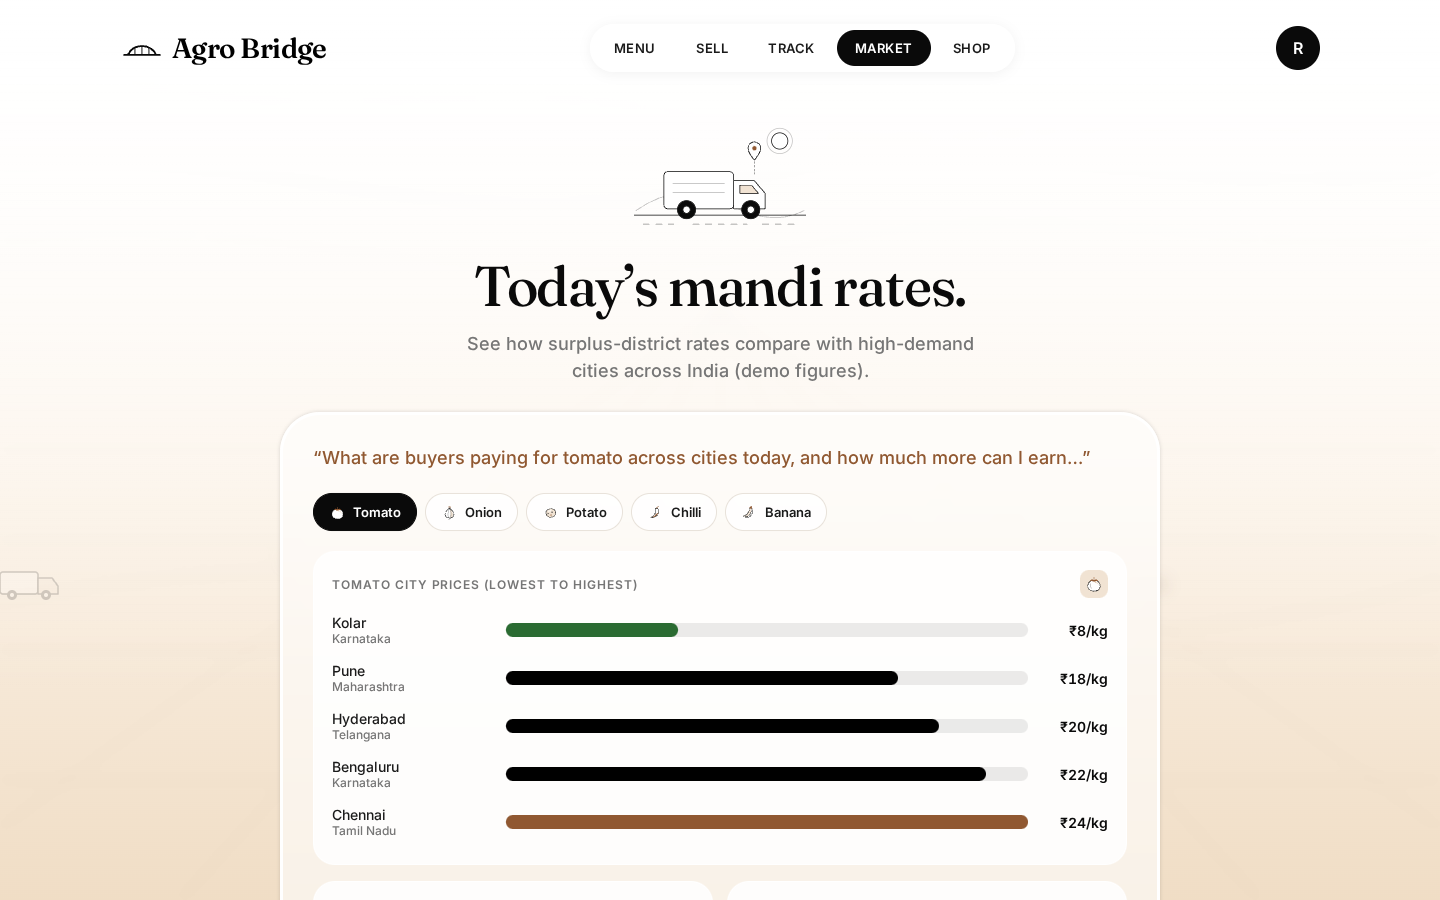 Agro Bridge
MENU
SELL
TRACK
MARKET
SHOP
R
Today’s mandi rates.
See how surplus-district rates compare with high-demand
cities across India (demo figures).
“What are buyers paying for tomato across cities today, and how much more can I earn...”
Tomato
Onion
Potato
Chilli
Banana
TOMATO CITY PRICES (LOWEST TO HIGHEST)
Kolar
Karnataka
₹8/kg
Pune
Maharashtra
₹18/kg
Hyderabad
Telangana
₹20/kg
Bengaluru
Karnataka
₹22/kg
Chennai
Tamil Nadu
₹24/kg